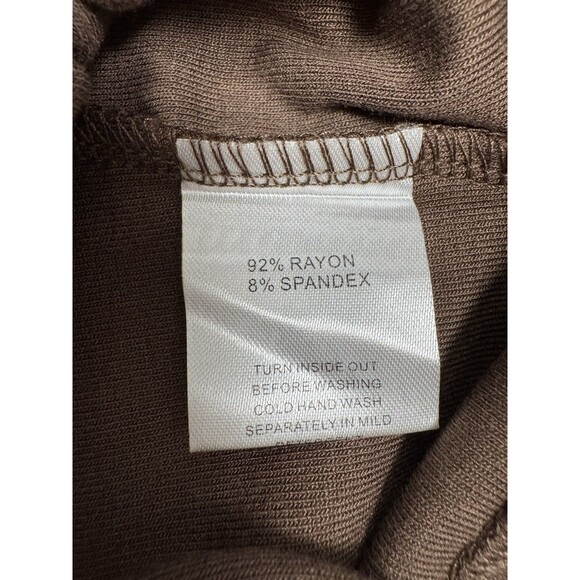 92% RAYON
8% SPANDEX
TURN INSIDE OUT
BEFORE WASHING
COLD HAND WASH
SEPARATELY IN MILD